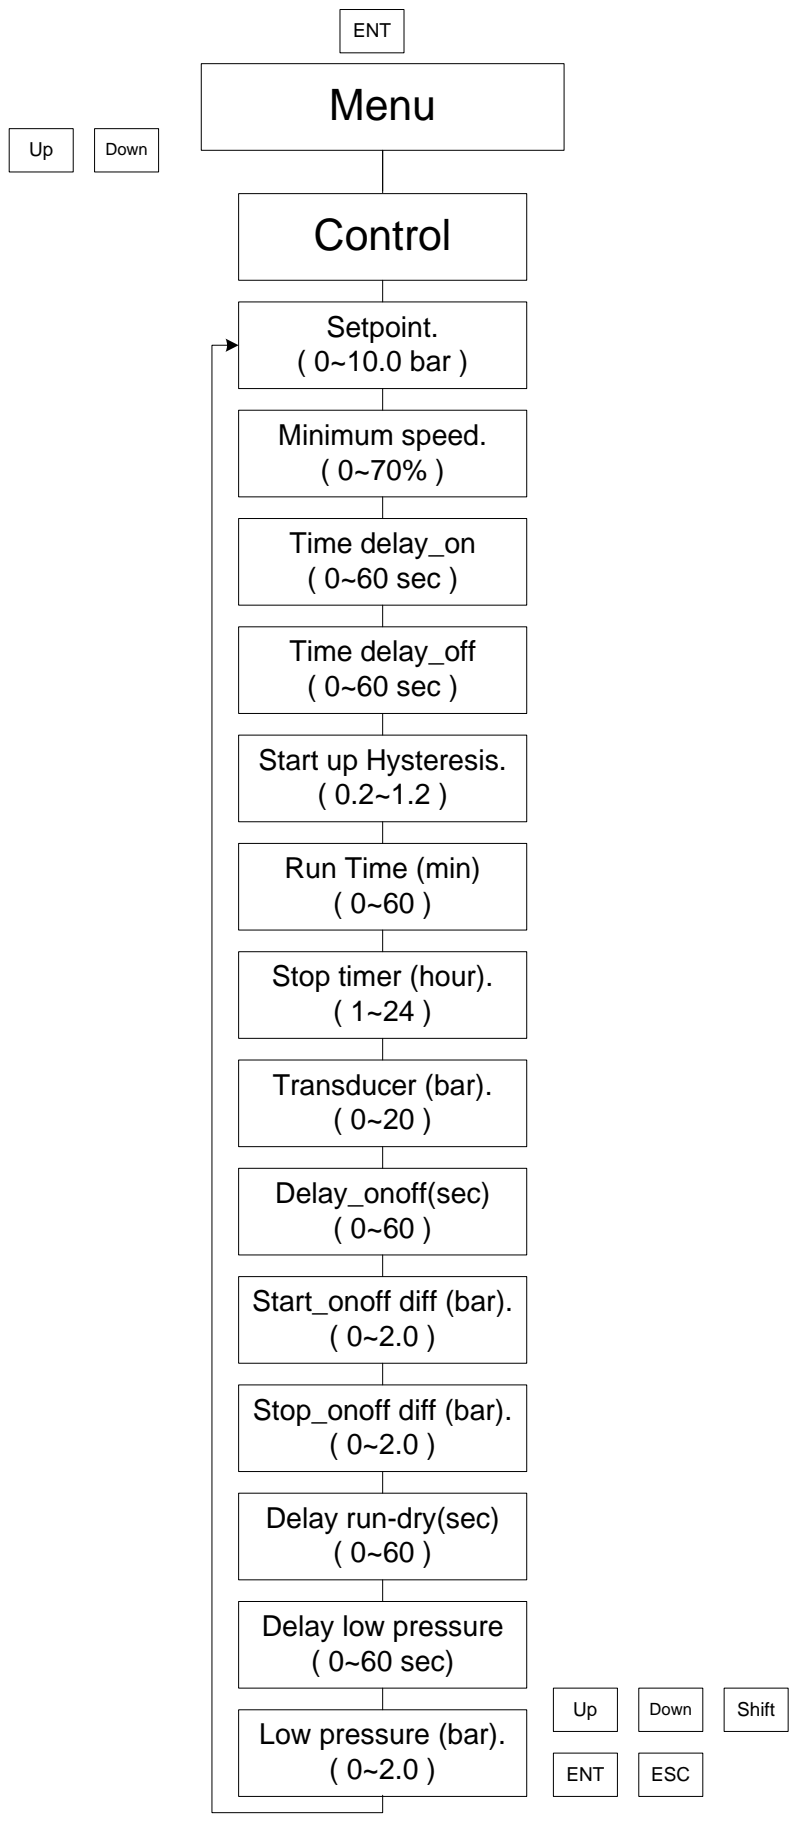 ENT
Menu
Up
Down
Control
Setpoint.
( 0~10.0 bar )
Minimum speed.
( 0~70% )
Time delay_on
( 0~60 sec )
Time delay_off
( 0~60 sec )
Start up Hysteresis.
( 0.2~1.2 )
Run Time (min)
( 0~60 )
Stop timer (hour).
( 1~24 )
Transducer (bar).
( 0~20 )
Delay_onoff(sec)
( 0~60 )
Start_onoff diff (bar).
( 0~2.0 )
Stop_onoff diff (bar).
( 0~2.0 )
Delay run-dry(sec)
( 0~60 )
Delay low pressure
( 0~60 sec)
Low pressure (bar).
( 0~2.0 )
Up
Down
Shift
ENT
ESC